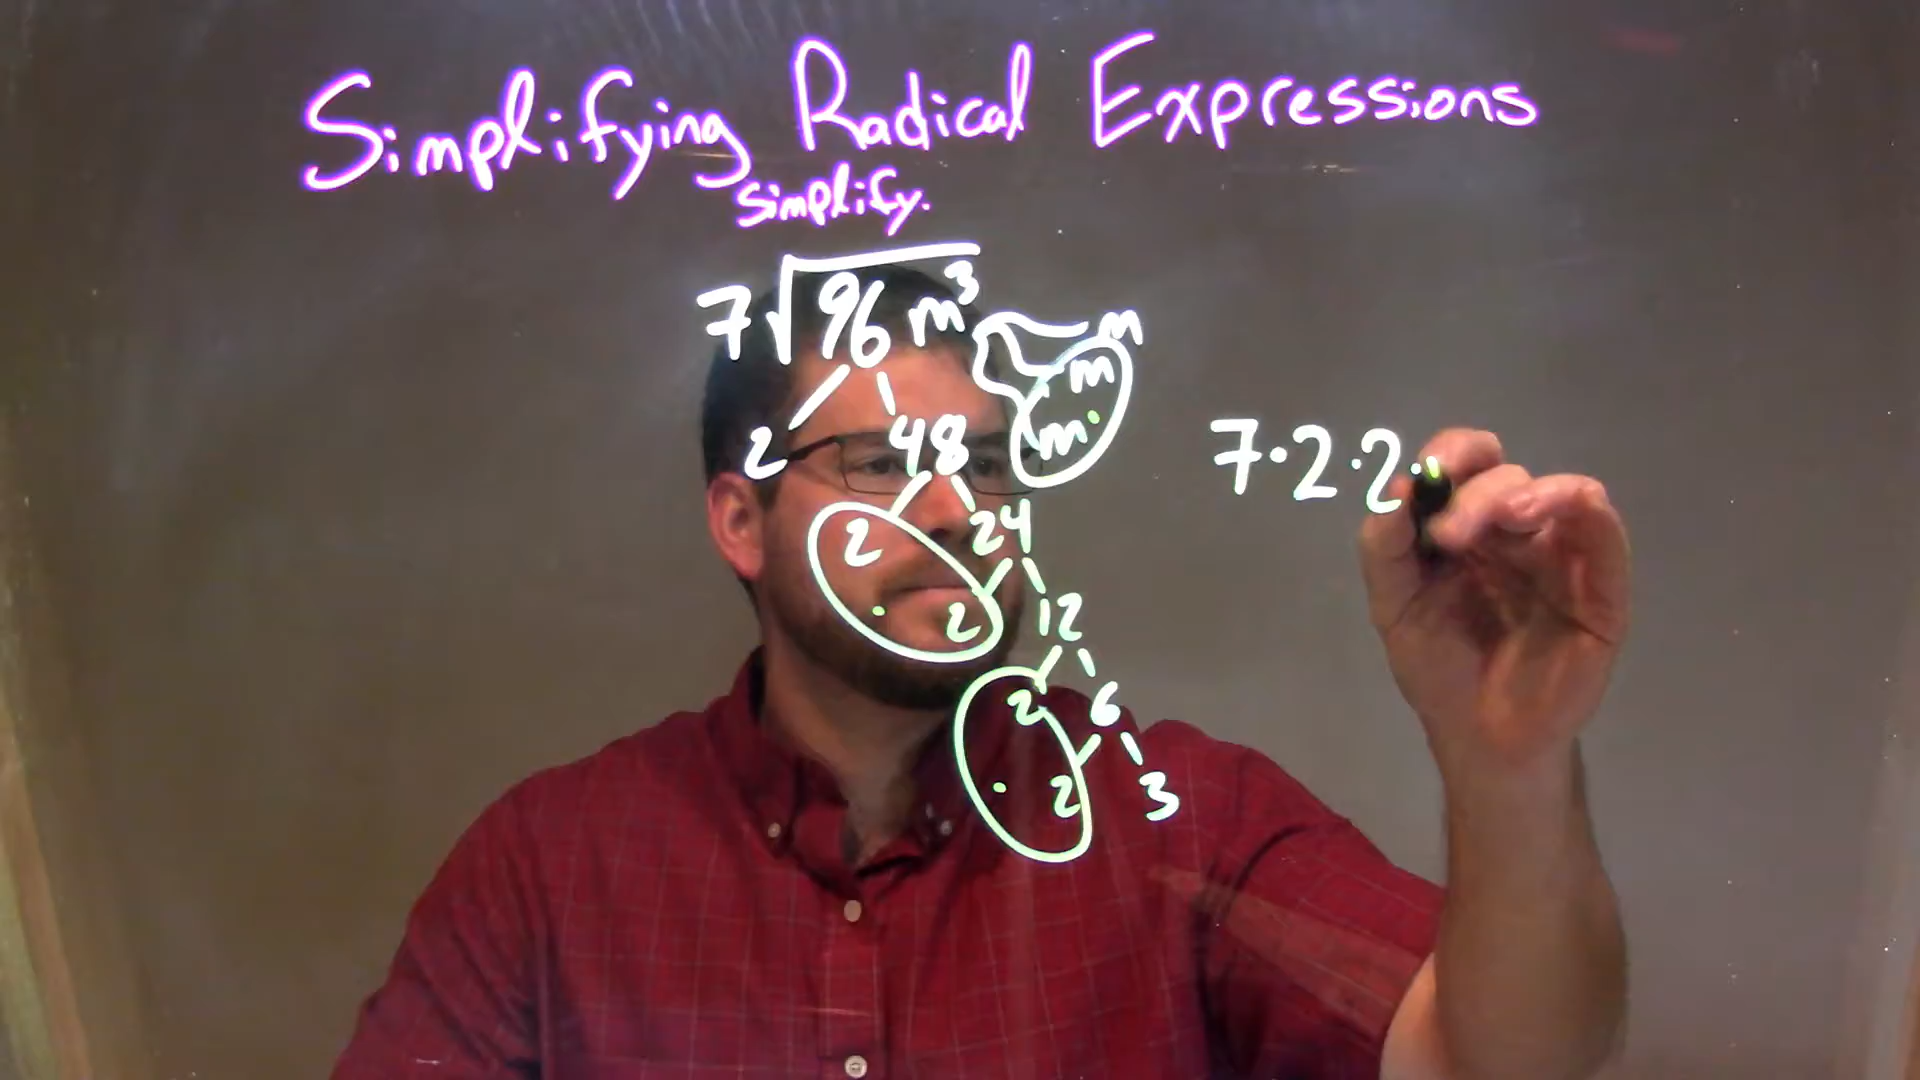 Simplifying Radical Expressions
simplify.
7√96m³
m
m
2 48 m
7·2·2·
2 24
2 12
2 6
2 3